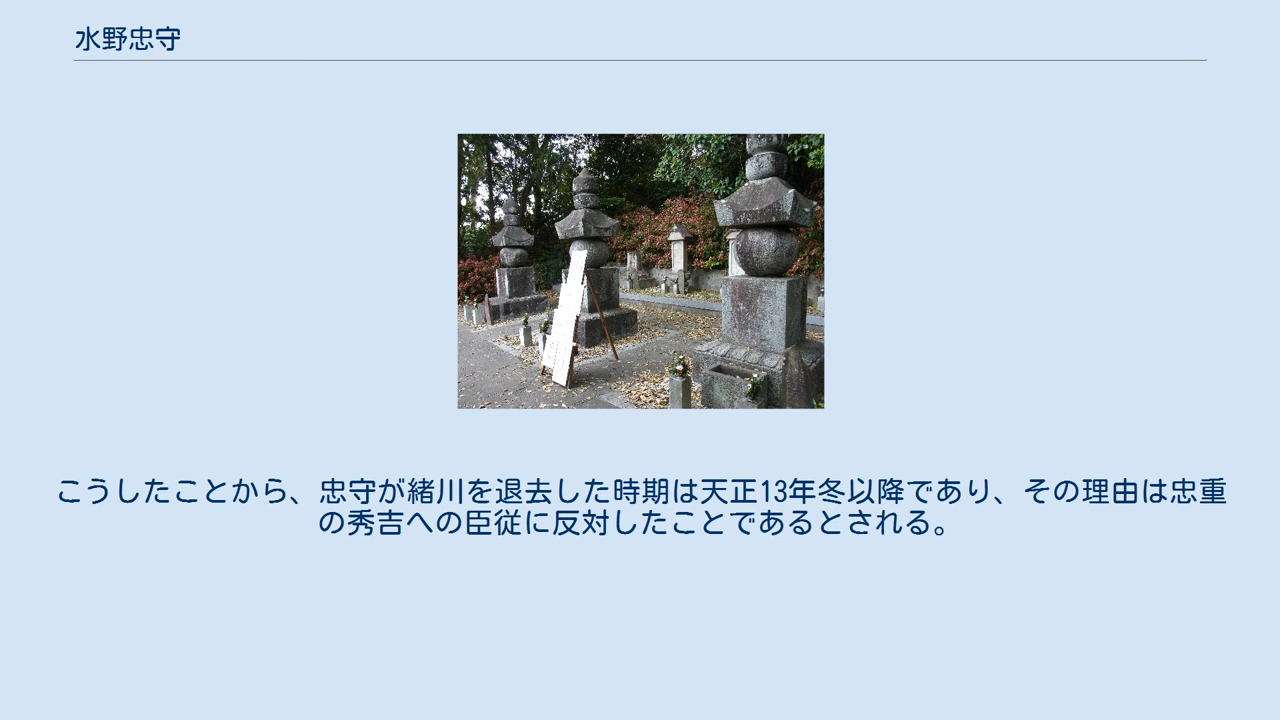 水野忠守
こうしたことから、忠守が緒川を退去した時期は天正13年冬以降であり、その理由は忠重
の秀吉への臣従に反対したことであるとされる。